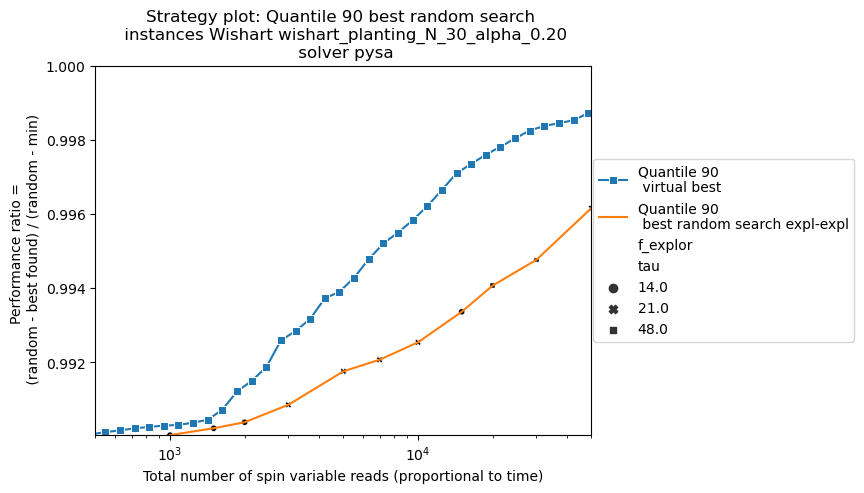 Strategy plot: Quantile 90 best random search
instances Wishart wishart_planting_N_30_alpha_0.20
solver pysa
1.000
0.998
0.996
0.994
0.992
Performance ratio =
(random - best found) / (random - min)
10³
10⁴
Total number of spin variable reads (proportional to time)
Quantile 90
virtual best
Quantile 90
best random search expl-expl
f_explor
tau
14.0
21.0
48.0